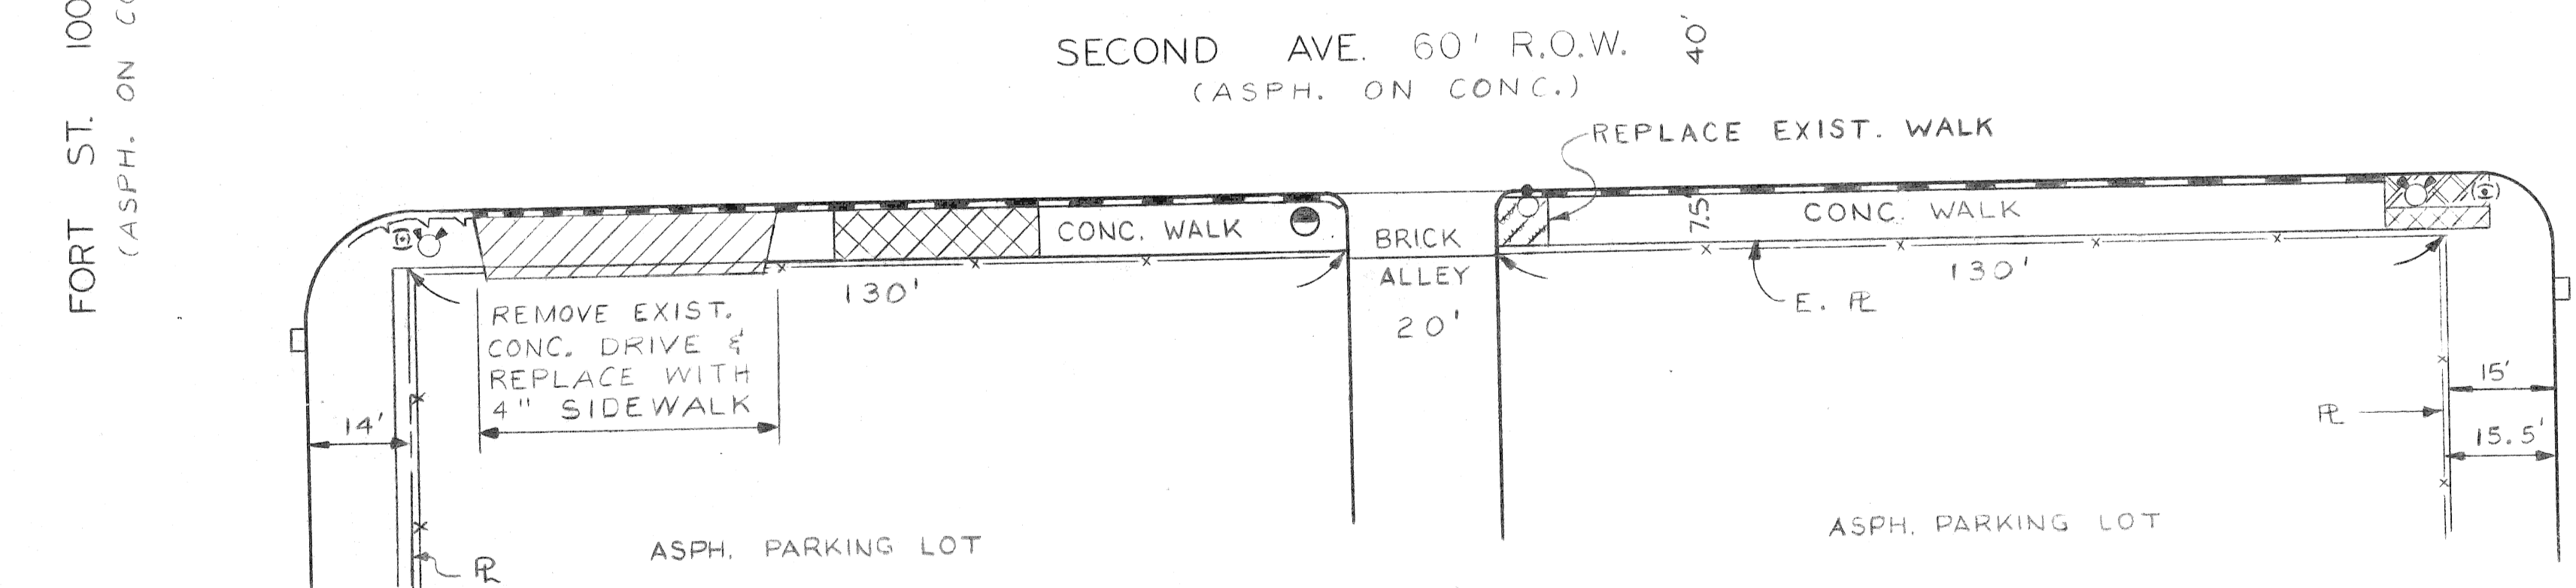 FORT ST. 100
(ASPH. ON CO
SECOND AVE. 60' R.O.W. 40'
(ASPH. ON CONC.)
REPLACE EXIST. WALK
CONC. WALK
BRICK
ALLEY
20'
7.5'
CONC. WALK
130'
E. PL
130'
REMOVE EXIST.
CONC. DRIVE &
REPLACE WITH
4" SIDEWALK
14'
15'
PL
15.5'
ASPH. PARKING LOT
ASPH. PARKING LOT
PL